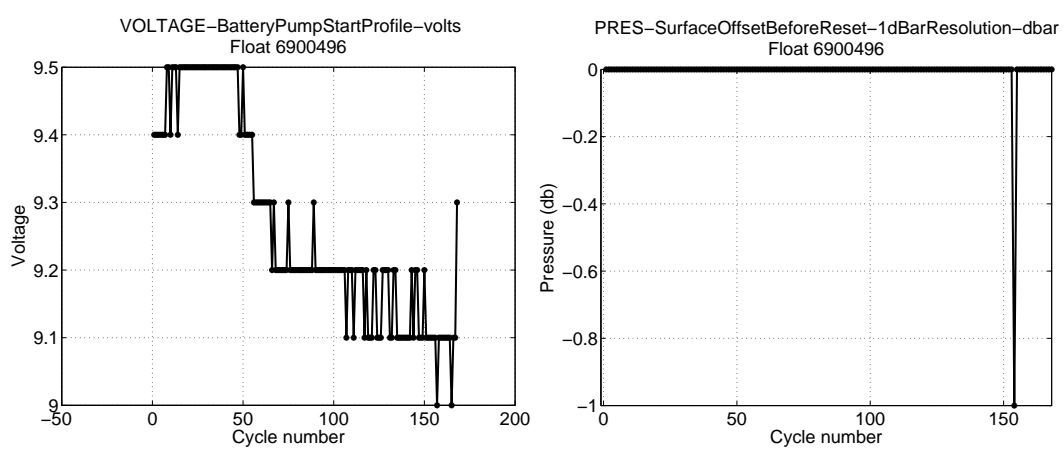 VOLTAGE−BatteryPumpStartProfile−volts
Float 6900496
9.5
9.4
9.3
9.2
9.1
9
Voltage
−50
0
50
100
150
200
Cycle number
PRES−SurfaceOffsetBeforeReset−1dBarResolution−dbar
Float 6900496
0
−0.2
−0.4
−0.6
−0.8
−1
Pressure (db)
0
50
100
150
Cycle number